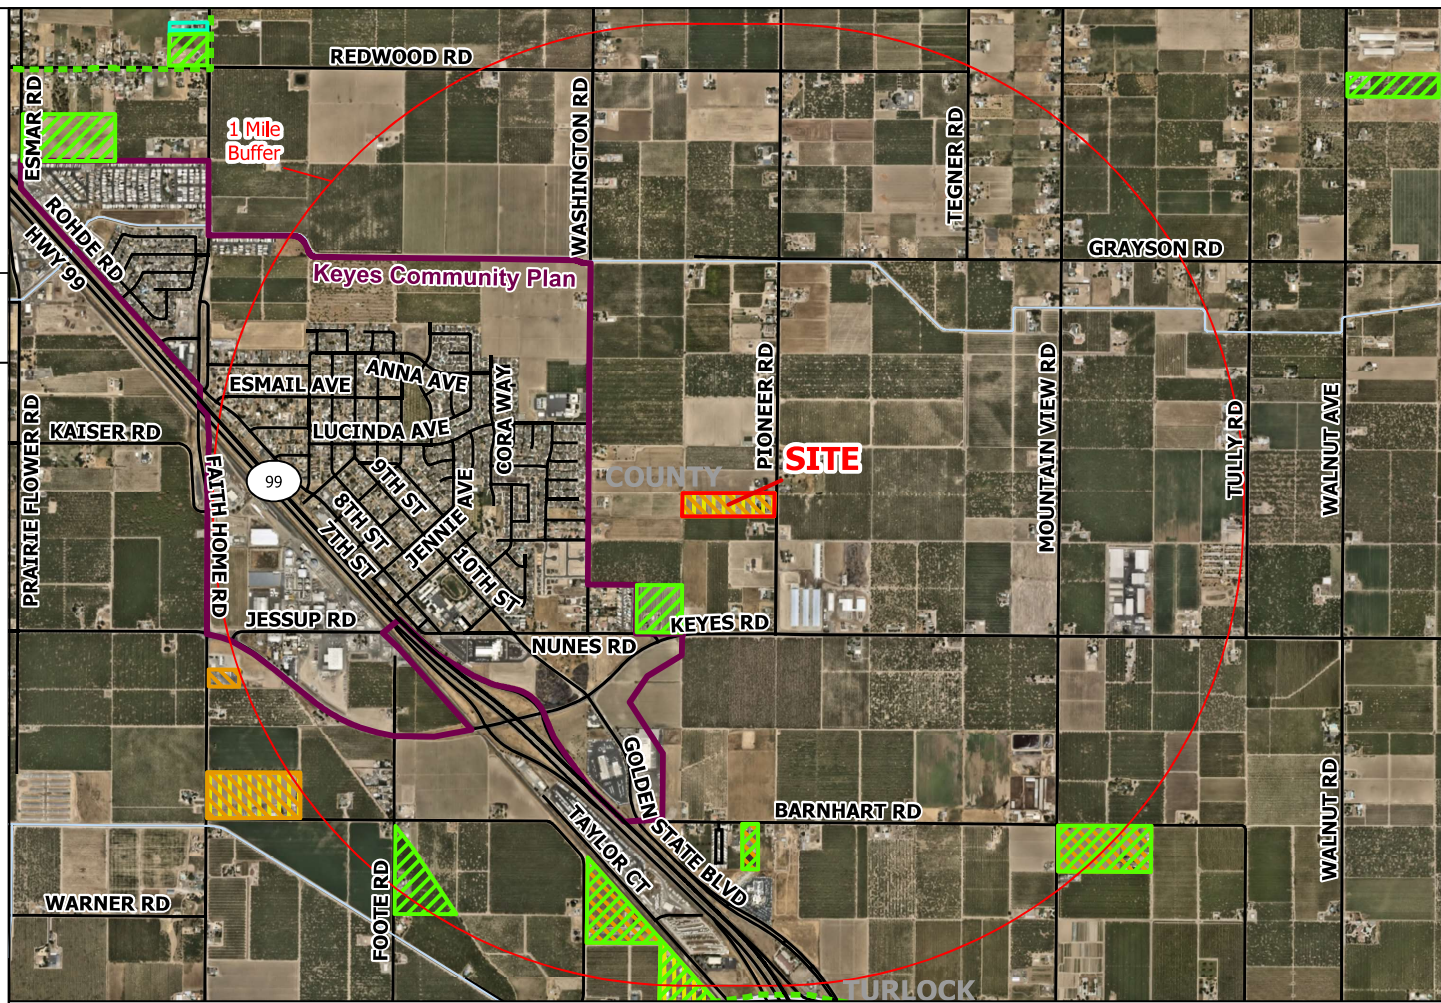 REDWOOD RD
ESMAR RD
1 Mile
Buffer
WASHINGTON RD
TEGNER RD
ROHDE RD
HWY 99
GRAYSON RD
Keyes Community Plan
ESMAIL AVE
ANNA AVE
CORA WAY
PIONEER RD
MOUNTAIN VIEW RD
TULLY RD
WALNUT AVE
PRAIRIE FLOWER RD
KAISER RD
LUCINDA AVE
SITE
COUNTY
99
FAITH HOME RD
9TH ST
8TH ST
7TH ST
JENNIE AVE
10TH ST
JESSUP RD
KEYES RD
NUNES RD
GOLDEN STATE BLVD
BARNHART RD
WALNUT RD
TAYLOR CT
FOOTE RD
WARNER RD
TURLOCK